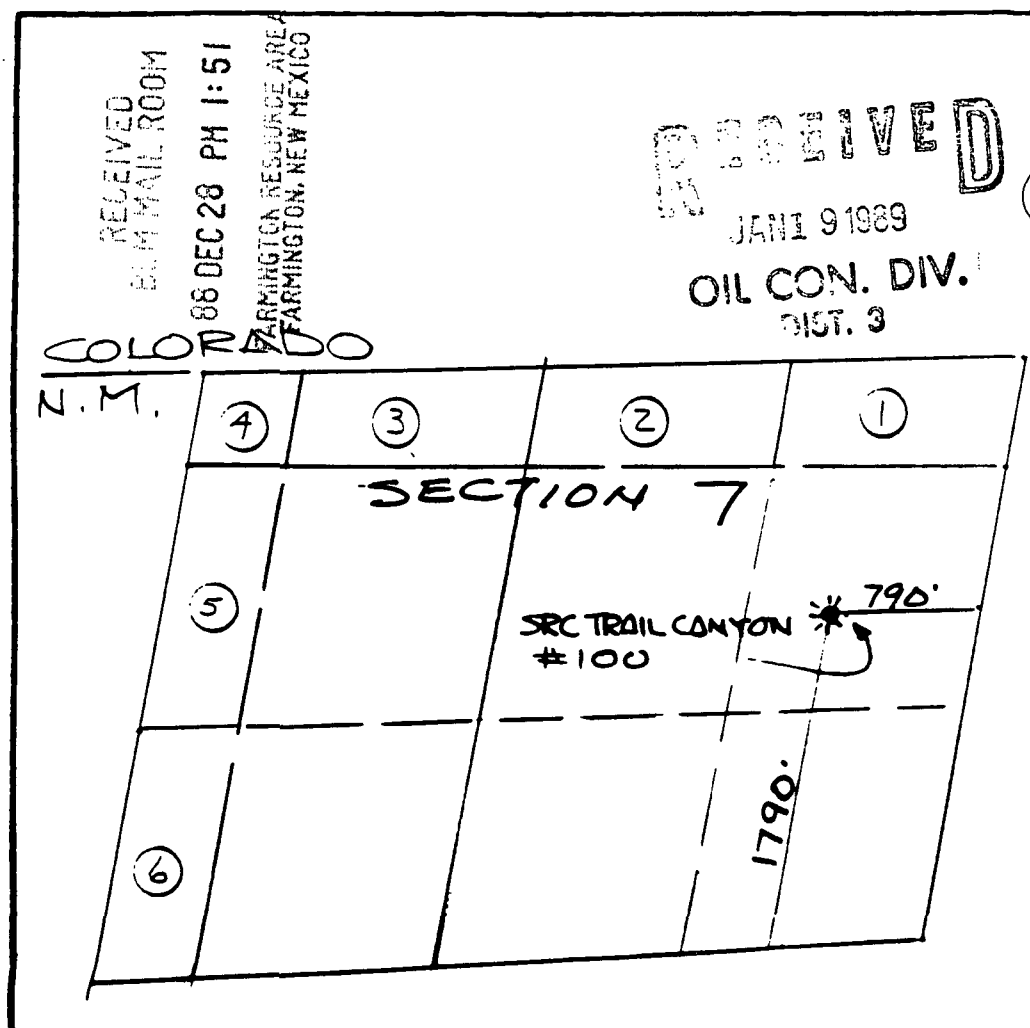 RECEIVED
BLM MAIL ROOM
88 DEC 28 PM 1:51
FARMINGTON RESOURCE AREA
FARMINGTON, NEW MEXICO
RECEIVED
JAN 1 9 1989
OIL CON. DIV.
DIST. 3
COLORADO
N.M.
4
3
2
1
SECTION 7
5
790'
SRC TRAIL CANYON
#100
1790'
6